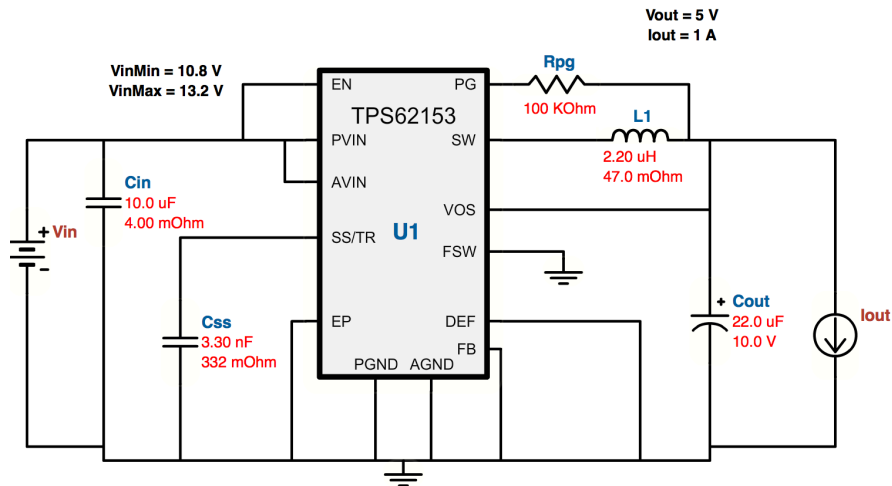 Vout = 5 V
Iout = 1 A
VinMin = 10.8 V
VinMax = 13.2 V
Rpg
100 KOhm
EN
PG
TPS62153
L1
2.20 uH
47.0 mOhm
PVIN
SW
AVIN
Cin
10.0 uF
4.00 mOhm
VOS
+ Vin
-
SS/TR
U1
FSW
Css
3.30 nF
332 mOhm
EP
DEF
FB
PGND
AGND
+ Cout
22.0 uF
10.0 V
Iout